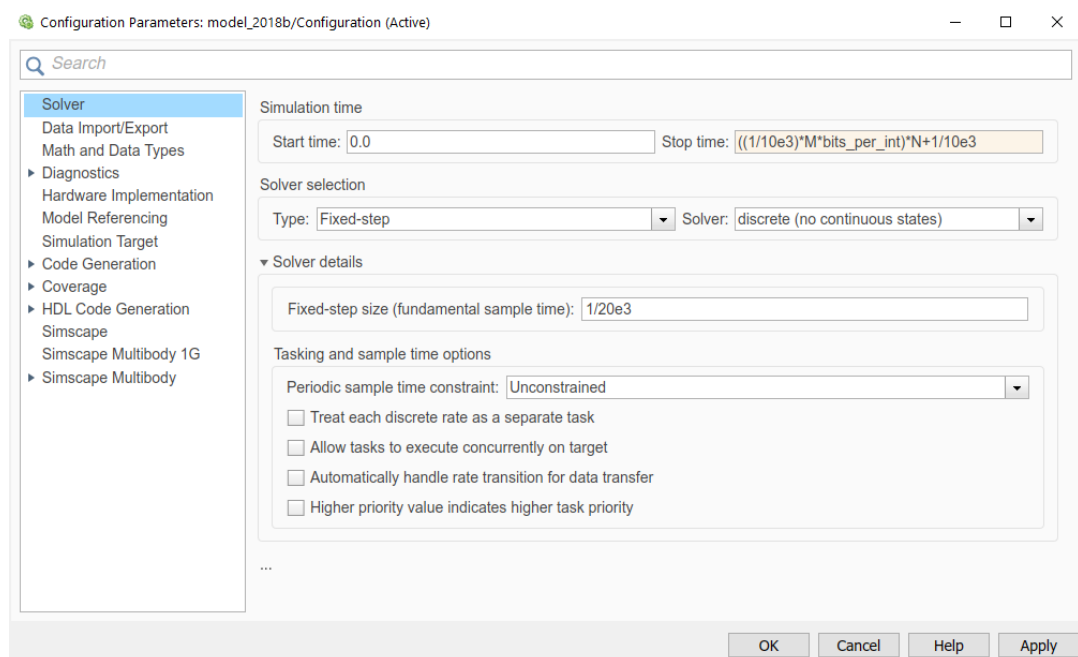 Configuration Parameters: model_2018b/Configuration (Active)
Search
Solver
Data Import/Export
Math and Data Types
Diagnostics
Hardware Implementation
Model Referencing
Simulation Target
Code Generation
Coverage
HDL Code Generation
Simscape
Simscape Multibody 1G
Simscape Multibody
Simulation time
Start time: 0.0 Stop time: ((1/10e3)*M*bits_per_int)*N+1/10e3
Solver selection
Type: Fixed-step Solver: discrete (no continuous states)
Solver details
Fixed-step size (fundamental sample time): 1/20e3
Tasking and sample time options
Periodic sample time constraint: Unconstrained
Treat each discrete rate as a separate task
Allow tasks to execute concurrently on target
Automatically handle rate transition for data transfer
Higher priority value indicates higher task priority
...
OK Cancel Help Apply